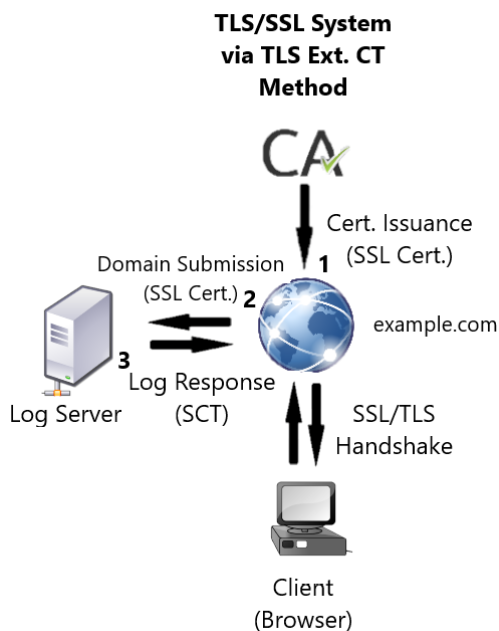 TLS/SSL System
via TLS Ext. CT
Method
CA
Cert. Issuance
(SSL Cert.)
1
Domain Submission
(SSL Cert.)
2
example.com
3
Log Response
(SCT)
Log Server
SSL/TLS
Handshake
Client
(Browser)